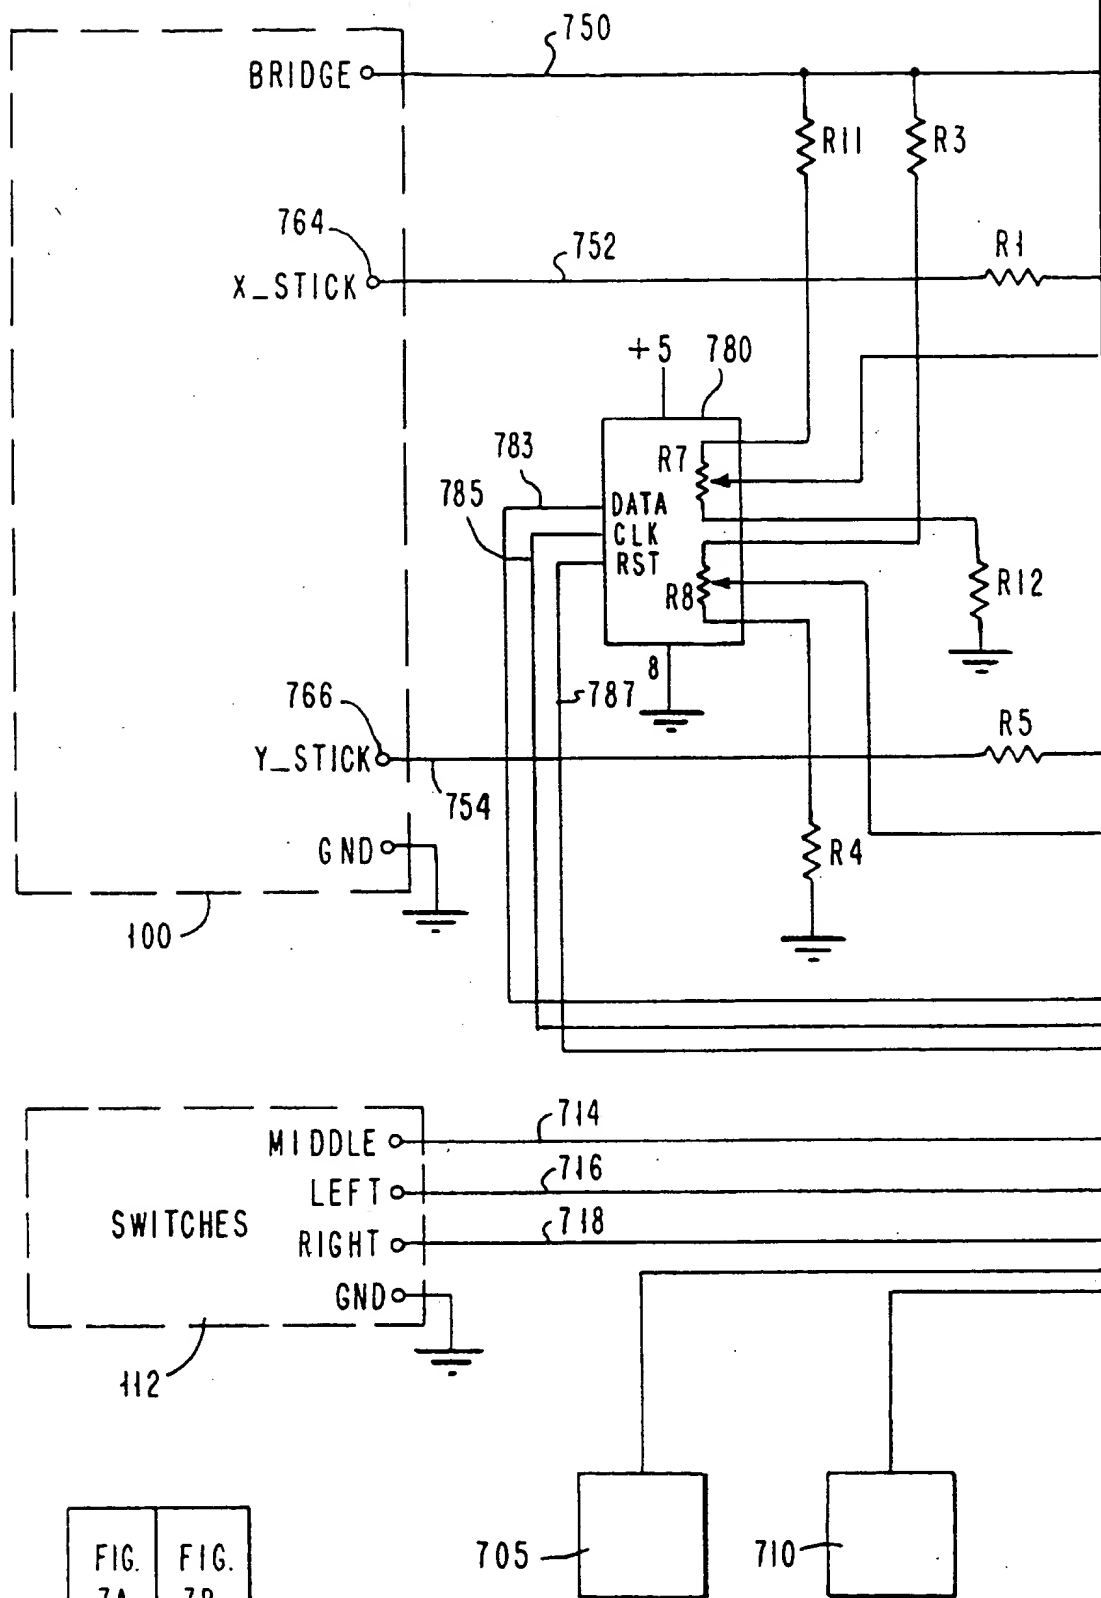 750
BRIDGE
R11
R3
764
752
R1
X_STICK
+5
780
783
R7
785
DATA
CLK
RST
R8
R12
8
787
766
R5
Y_STICK
754
GND
R4
100
714
MIDDLE
716
LEFT
SWITCHES
718
RIGHT
GND
112
705
710
FIG. FIG.
7A 7B